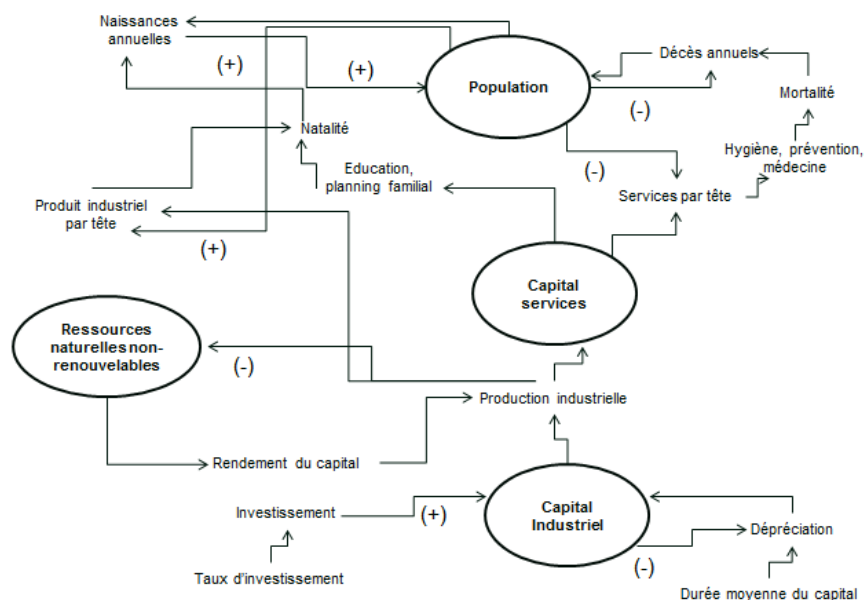 Naissances
annuelles
(+)
(+)
Population
Décès annuels
(-)
Mortalité
Natalité
Hygiène, prévention,
médecine
(-)
Education,
planning familial
Services par tête
Produit industriel
par tête
(+)
Capital
services
Ressources
naturelles non-
renouvelables
(-)
Production industrielle
Rendement du capital
Investissement
(+)
Capital
Industriel
Dépréciation
(-)
Taux d'investissement
Durée moyenne du capital